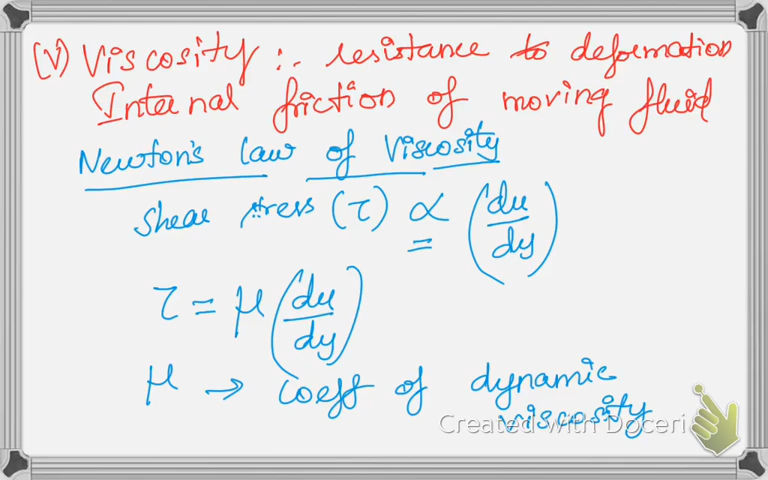 (V) Viscosity :- resistance to deformation
Internal friction of moving fluid
Newton's law of viscosity
Shear stress (τ) ∝ (du/dy)
τ = μ (du/dy)
μ → coeff of dynamic
viscosity
Created with Doceri